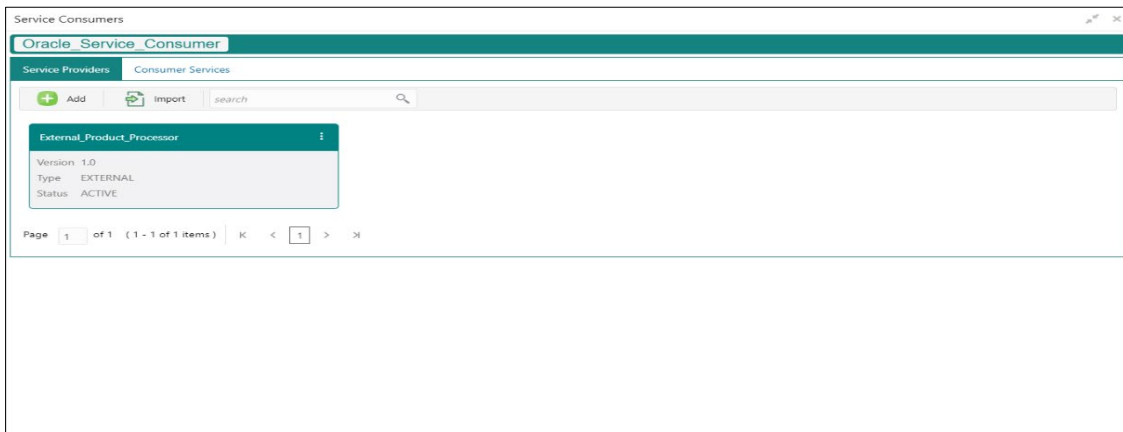 Service Consumers
Oracle_Service_Consumer
Service Providers Consumer Services
Add Import search
External_Product_Processor
Version 1.0
Type EXTERNAL
Status ACTIVE
Page 1 of 1 ( 1 - 1 of 1 items ) K < 1 > >|